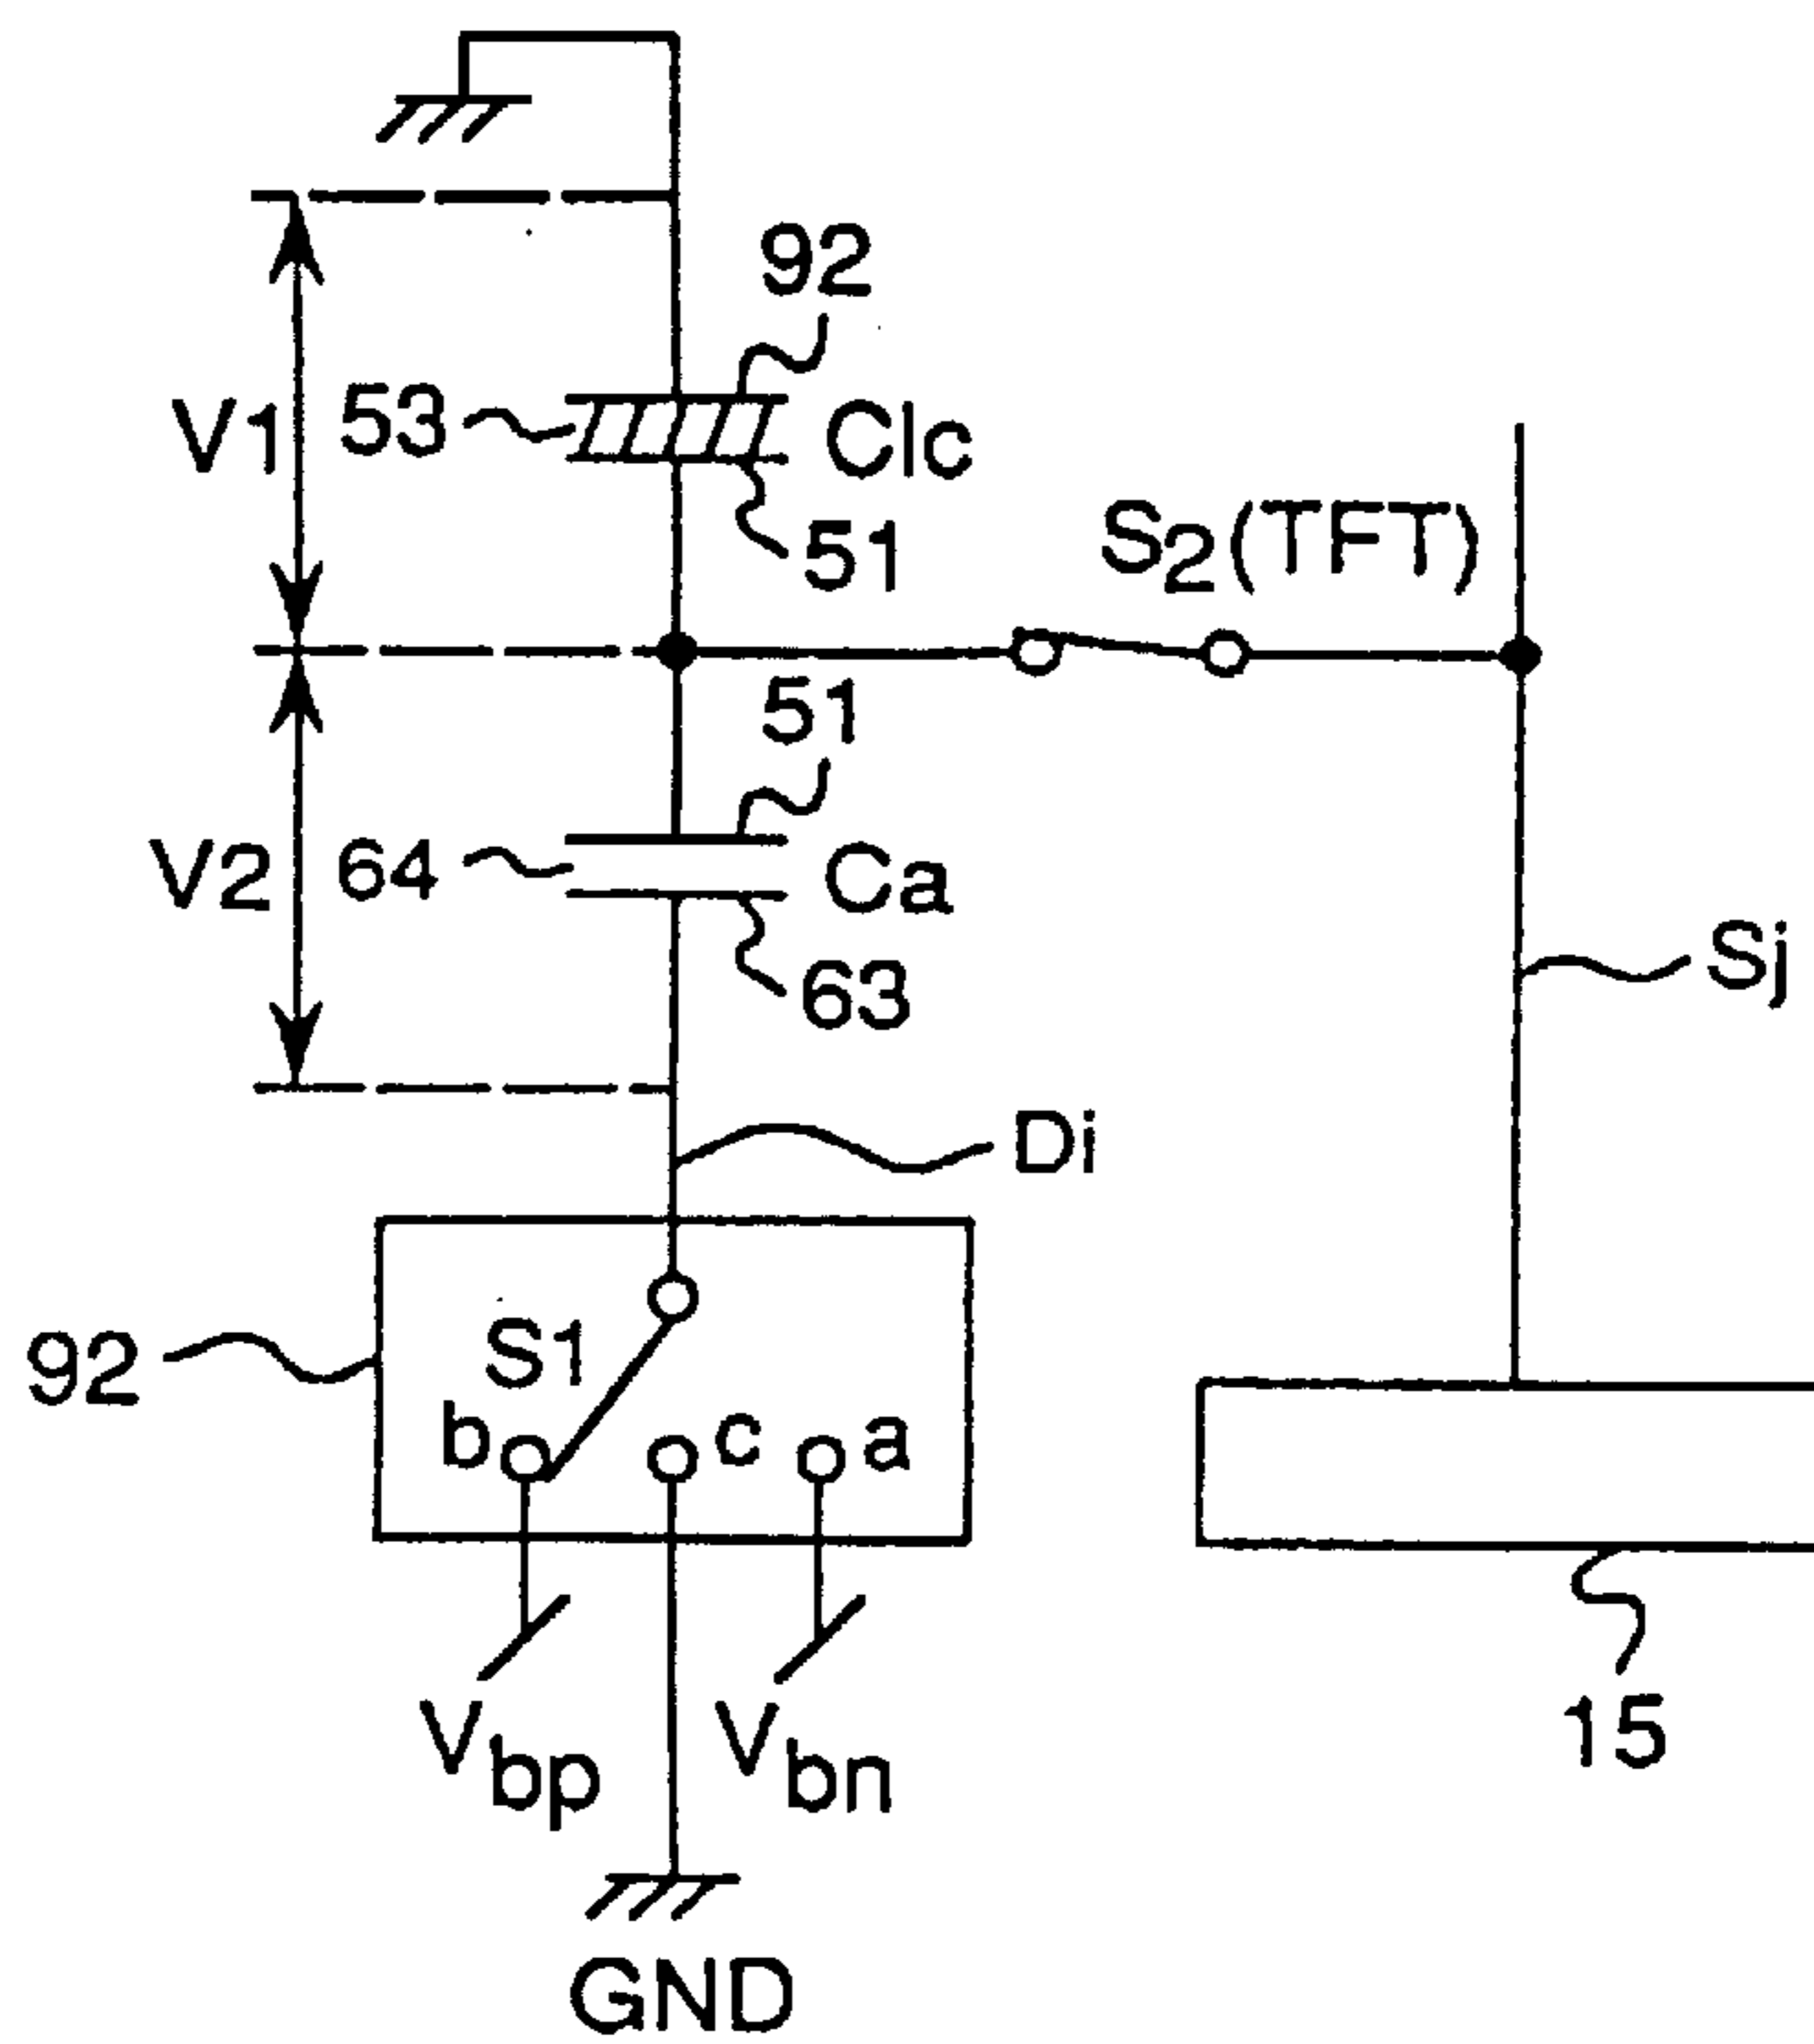 92
V1 53 Clc
51
S2(TFT)
51
V2 64 Ca
63
Sj
Di
92
S1
b c a
Vbp Vbn
15
GND